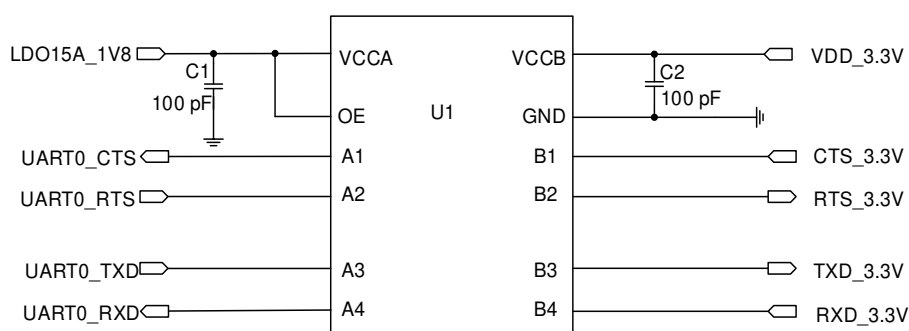 LDO15A_1V8 VCCA VCCB VDD_3.3V
C1 C2
100 pF 100 pF
OE U1 GND
UART0_CTS A1 B1 CTS_3.3V
UART0_RTS A2 B2 RTS_3.3V
UART0_TXD A3 B3 TXD_3.3V
UART0_RXD A4 B4 RXD_3.3V